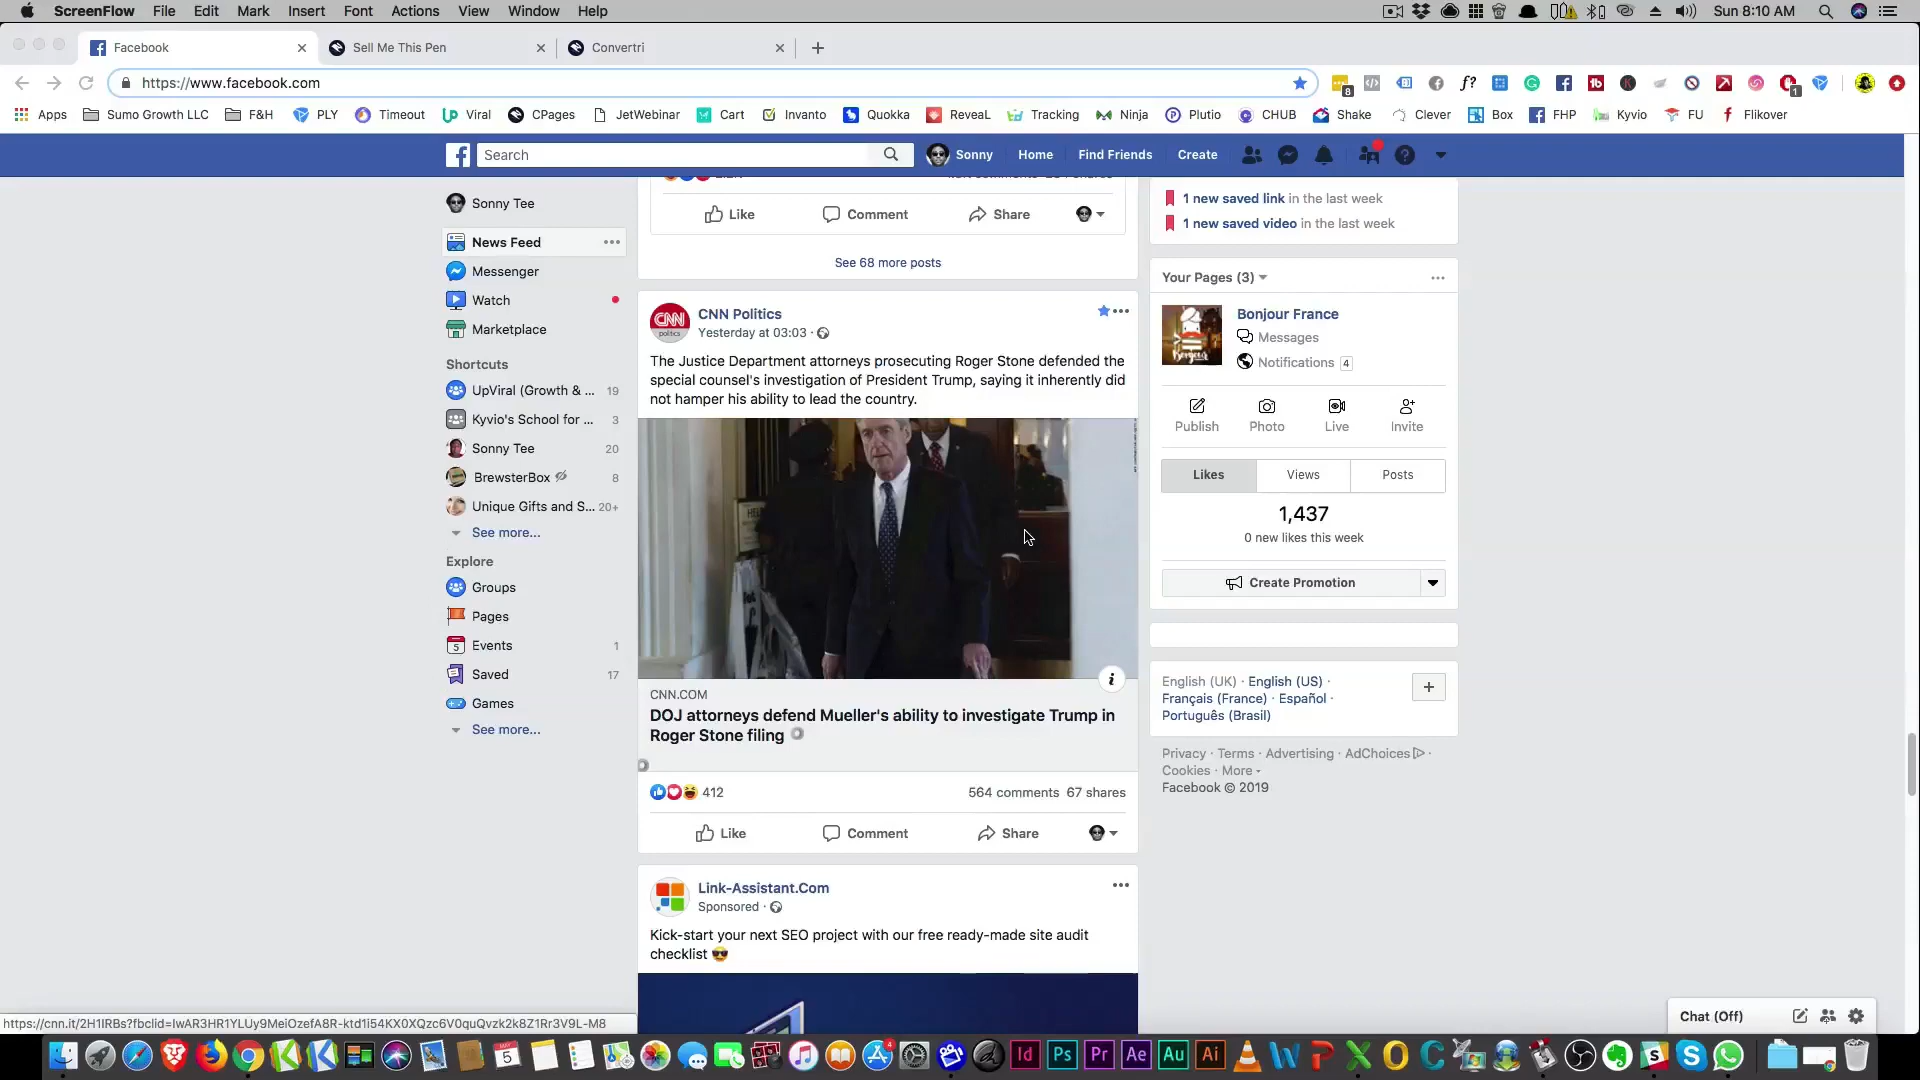 ScreenFlow File Edit Mark Insert Font Actions View Window Help
Sun 8:10 AM
Facebook
Sell Me This Pen
Convertri
https://www.facebook.com
Apps Sumo Growth LLC F&H PLY Timeout Viral CPages JetWebinar Cart Invanto Quokka ReveaL Tracking Ninja Plutio CHUB Shake Clever Box FHP Kyvio FU Flikover
Search
Sonny Home Find Friends Create
Sonny Tee
News Feed
Messenger
Watch
Marketplace
Shortcuts
UpViral (Growth & ... 19
Kyvio's School for ... 3
Sonny Tee 20
BrewsterBox 8
Unique Gifts and S... 20+
See more...
Explore
Groups
Pages
Events 1
Saved 17
Games
See more...
Like Comment Share
See 68 more posts
CNN Politics
Yesterday at 03:03 ·
The Justice Department attorneys prosecuting Roger Stone defended the
special counsel's investigation of President Trump, saying it inherently did
not hamper his ability to lead the country.
CNN.COM
DOJ attorneys defend Mueller's ability to investigate Trump in
Roger Stone filing
412
564 comments 67 shares
Like Comment Share
Link-Assistant.Com
Sponsored ·
Kick-start your next SEO project with our free ready-made site audit
checklist
1 new saved link in the last week
1 new saved video in the last week
Your Pages (3)
Bonjour France
Messages
Notifications 4
Publish Photo Live Invite
Likes Views Posts
1,437
0 new likes this week
Create Promotion
English (UK) · English (US) ·
Français (France) · Español ·
Português (Brasil)
Privacy · Terms · Advertising · AdChoices ·
Cookies · More
Facebook © 2019
Chat (Off)